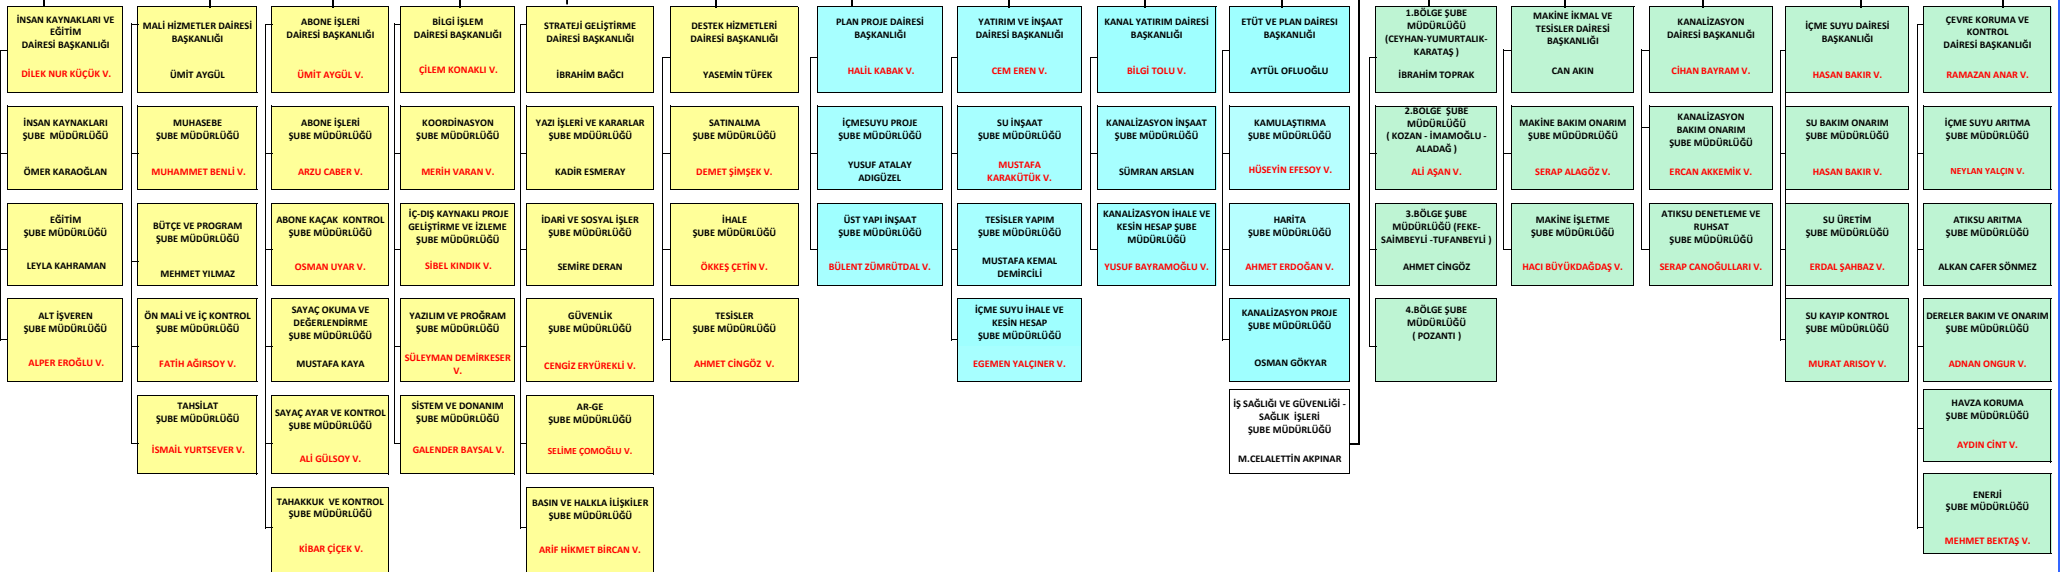 İNSAN KAYNAKLARI VE
EĞİTİM
DAİRESİ BAŞKANLIĞI
DİLEK NUR KÜÇÜK V.
İNSAN KAYNAKLARI
ŞUBE MÜDÜRLÜĞÜ
ÖMER KARAOĞLAN
EĞİTİM
ŞUBE MÜDÜRLÜĞÜ
LEYLA KAHRAMAN
ALT İŞVEREN
ŞUBE MÜDÜRLÜĞÜ
ALPER EROĞLU V.
MALİ HİZMETLER DAİRESİ
BAŞKANLIĞI
ÜMİT AYGÜL
MUHASEBE
ŞUBE MÜDÜRLÜĞÜ
MUHAMMET BENLİ V.
BÜTÇE VE PROGRAM
ŞUBE MÜDÜRLÜĞÜ
MEHMET YILMAZ
ÖN MALİ VE İÇ KONTROL
ŞUBE MÜDÜRLÜĞÜ
FATİH AĞIRSOY V.
TAHSİLAT
ŞUBE MÜDÜRLÜĞÜ
İSMAİL YURTSEVER V.
ABONE İŞLERİ
DAİRESİ BAŞKANLIĞI
ÜMİT AYGÜL V.
ABONE İŞLERİ
ŞUBE MÜDÜRLÜĞÜ
ARZU CABER V.
ABONE KAÇAK KONTROL
ŞUBE MÜDÜRLÜĞÜ
OSMAN UYAR V.
SAYAÇ OKUMA VE
DEĞERLENDİRME
ŞUBE MÜDÜRLÜĞÜ
MUSTAFA KAYA
SAYAÇ AYAR VE KONTROL
ŞUBE MÜDÜRLÜĞÜ
ALİ GÜLSOY V.
TAHAKKUK VE KONTROL
ŞUBE MÜDÜRLÜĞÜ
KİBAR ÇİÇEK V.
BİLGİ İŞLEM
DAİRESİ BAŞKANLIĞI
ÇİLEM KONAKLI V.
KOORDİNASYON
ŞUBE MÜDÜRLÜĞÜ
MERİH VARAN V.
İÇ-DIŞ KAYNAKLI PROJE
GELİŞTİRME VE İZLEME
ŞUBE MÜDÜRLÜĞÜ
SİBEL KINDIK V.
YAZILIM VE PROĞRAM
ŞUBE MÜDÜRLÜĞÜ
SÜLEYMAN DEMİRKESER
V.
SİSTEM VE DONANIM
ŞUBE MÜDÜRLÜĞÜ
GALENDER BAYSAL V.
STRATEJİ GELİŞTİRME
DAİRESİ BAŞKANLIĞI
İBRAHİM BAĞCI
YAZI İŞLERİ VE KARARLAR
ŞUBE MDÜÜRLÜĞÜ
KADİR ESMERAY
İDARİ VE SOSYAL İŞLER
ŞUBE MÜDÜRLÜĞÜ
SEMİRE DERAN
GÜVENLİK
ŞUBE MÜDÜRLÜĞÜ
CENGİZ ERYÜREKLİ V.
AR-GE
ŞUBE MÜDÜRLÜĞÜ
SELİME ÇOMOĞLU V.
BASIN VE HALKLA İLİŞKİLER
ŞUBE MÜDÜRLÜĞÜ
ARİF HİKMET BİRCAN V.
DESTEK HİZMETLERİ
DAİRESİ BAŞKANLIĞI
YASEMİN TÜFEK
SATINALMA
ŞUBE MÜDÜRLÜĞÜ
DEMET ŞİMŞEK V.
İHALE
ŞUBE MÜDÜRLÜĞÜ
ÖKKEŞ ÇETİN V.
TESİSLER
ŞUBE MÜDÜRLÜĞÜ
AHMET CİNGÖZ V.
PLAN PROJE DAİRESİ
BAŞKANLIĞI
HALİL KABAK V.
İÇMESUYU PROJE
ŞUBE MÜDÜRLÜĞÜ
YUSUF ATALAY
ADIGÜZEL
ÜST YAPI İNŞAAT
ŞUBE MÜDÜRLÜĞÜ
BÜLENT ZÜMRÜTDAL V.
YATIRIM VE İNŞAAT
DAİRESİ BAŞKANLIĞI
CEM EREN V.
SU İNŞAAT
ŞUBE MÜDÜRLÜĞÜ
MUSTAFA
KARAKÜTÜK V.
TESİSLER YAPIM
ŞUBE MÜDÜRLÜĞÜ
MUSTAFA KEMAL
DEMİRCİLİ
İÇME SUYU İHALE VE
KESİN HESAP
ŞUBE MÜDÜRLÜĞÜ
EGEMEN YALÇINER V.
KANAL YATIRIM DAİRESİ
BAŞKANLIĞI
BİLGİ TOLU V.
KANALİZASYON İNŞAAT
ŞUBE MÜDÜRLÜĞÜ
SÜMRAN ARSLAN
KANALİZASYON İHALE VE
KESİN HESAP ŞUBE
MÜDÜRLÜĞÜ
YUSUF BAYRAMOĞLU V.
ETÜT VE PLAN DAİRESI
BAŞKANLIĞI
AYTÜL OFLUOĞLU
KAMULAŞTIRMA
ŞUBE MÜDÜRLÜĞÜ
HÜSEYİN EFESOY V.
HARİTA
ŞUBE MÜDÜRLÜĞÜ
AHMET ERDOĞAN V.
KANALİZASYON PROJE
ŞUBE MÜDÜRLÜĞÜ
OSMAN GÖKYAR
İŞ SAĞLIĞI VE GÜVENLİĞİ -
SAĞLIK İŞLERİ
ŞUBE MÜDÜRLÜĞÜ
M.CELALETTİN AKPINAR
1.BÖLGE ŞUBE
MÜDÜRLÜĞÜ
(CEYHAN-YUMURTALIK-
KARATAŞ )
İBRAHİM TOPRAK
2.BÖLGE ŞUBE
MÜDÜRLÜĞÜ
( KOZAN - İMAMOĞLU -
ALADAĞ )
ALİ AŞAN V.
3.BÖLGE ŞUBE
MÜDÜRLÜĞÜ (FEKE-
SAİMBEYLİ -TUFANBEYLİ )
AHMET CİNGÖZ
4.BÖLGE ŞUBE
MÜDÜRLÜĞÜ
( POZANTI )
MAKİNE İKMAL VE
TESİSLER DAİRESİ
BAŞKANLIĞI
CAN AKIN
MAKİNE BAKIM ONARIM
ŞUBE MÜDÜDRLÜĞÜ
SERAP ALAGÖZ V.
MAKİNE İŞLETME
ŞUBE MÜDÜRLÜĞÜ
HACI BÜYÜKDAĞDAŞ V.
KANALİZASYON
DAİRESİ BAŞKANLIĞI
CİHAN BAYRAM V.
KANALİZASYON
BAKIM ONARIM
ŞUBE MÜDÜRLÜĞÜ
ERCAN AKKEMİK V.
ATIKSU DENETLEME VE
RUHSAT
ŞUBE MÜDÜRLÜĞÜ
SERAP CANOĞULLARI V.
İÇME SUYU DAİRESİ
BAŞKANLIĞI
HASAN BAKIR V.
SU BAKIM ONARIM
ŞUBE MÜDÜRLÜĞÜ
HASAN BAKIR V.
SU ÜRETİM
ŞUBE MÜDÜRLÜĞÜ
ERDAL ŞAHBAZ V.
SU KAYIP KONTROL
ŞUBE MÜDÜRLÜĞÜ
MURAT ARISOY V.
ÇEVRE KORUMA VE
KONTROL
DAİRESİ BAŞKANLIĞI
RAMAZAN ANAR V.
İÇME SUYU ARITMA
ŞUBE MÜDÜRLÜĞÜ
NEYLAN YALÇIN V.
ATIKSU ARITMA
ŞUBE MÜDÜRLÜĞÜ
ALKAN CAFER SÖNMEZ
DERELER BAKIM VE ONARIM
ŞUBE MÜDÜRLÜĞÜ
ADNAN ONGUR V.
HAVZA KORUMA
ŞUBE MÜDÜRLÜĞÜ
AYDIN CİNT V.
ENERJİ
ŞUBE MÜDÜRLÜĞÜ
MEHMET BEKTAŞ V.